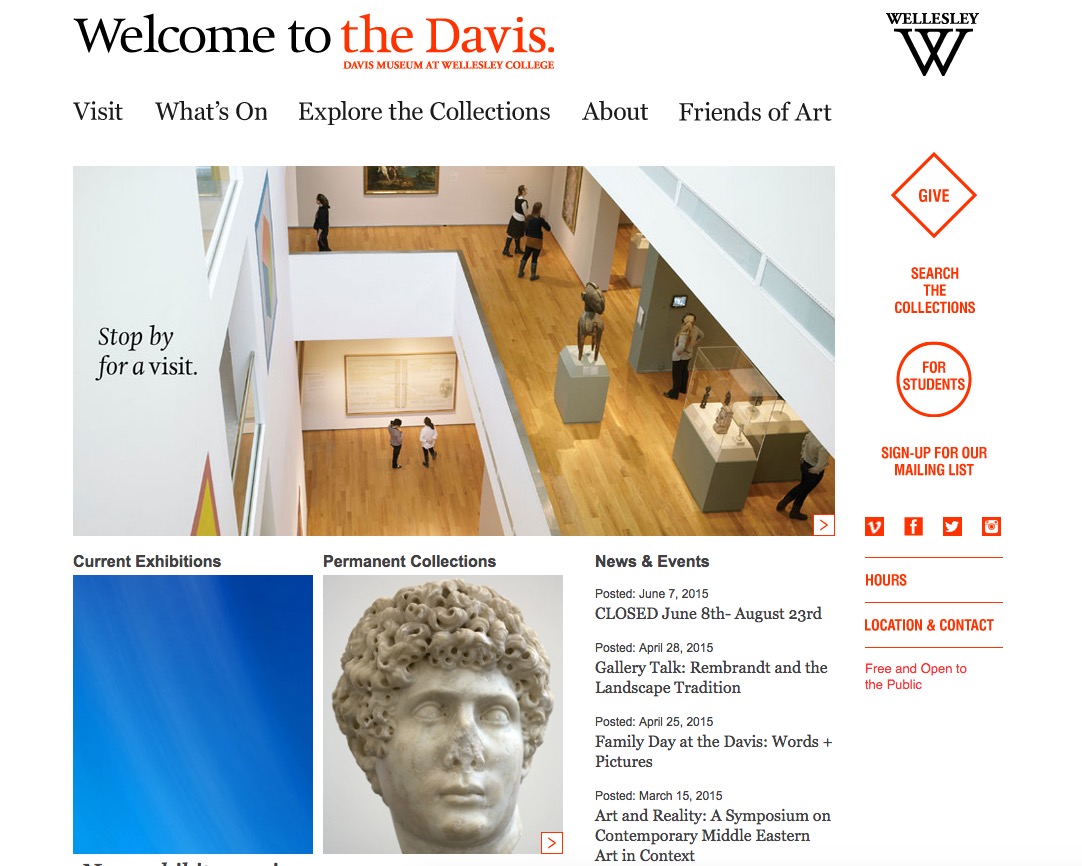 Welcome to the Davis.
DAVIS MUSEUM AT WELLESLEY COLLEGE
WELLESLEY
W
Visit What's On Explore the Collections About Friends of Art
Stop by
for a visit.
GIVE
SEARCH
THE
COLLECTIONS
FOR
STUDENTS
SIGN-UP FOR OUR
MAILING LIST
HOURS
LOCATION & CONTACT
Free and Open to
the Public
Current Exhibitions
Permanent Collections
News & Events
Posted: June 7, 2015
CLOSED June 8th- August 23rd
Posted: April 28, 2015
Gallery Talk: Rembrandt and the
Landscape Tradition
Posted: April 25, 2015
Family Day at the Davis: Words +
Pictures
Posted: March 15, 2015
Art and Reality: A Symposium on
Contemporary Middle Eastern
Art in Context